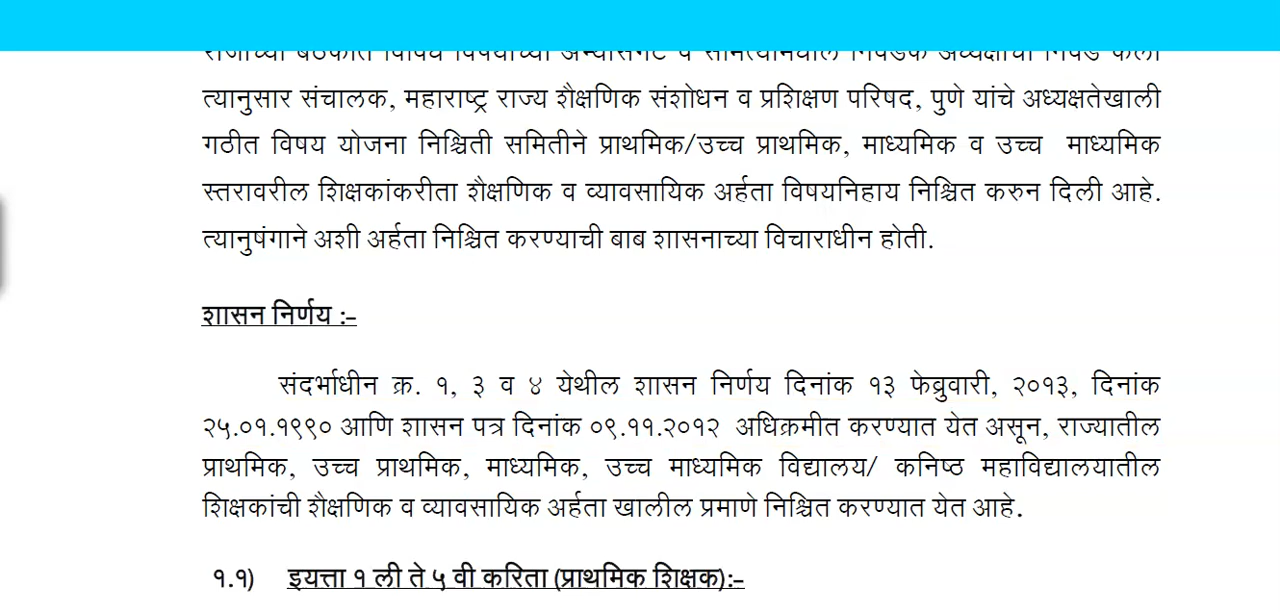 व
त्यानुसार संचालक, महाराष्ट्र राज्य शैक्षणिक संशोधन व प्रशिक्षण परिषद, पुणे यांचे अध्यक्षतेखाली
गठीत विषय योजना निश्चिती समितीने प्राथमिक/उच्च प्राथमिक, माध्यमिक व उच्च माध्यमिक
स्तरावरील शिक्षकांकरीता शैक्षणिक व व्यावसायिक अर्हता विषयनिहाय निश्चित करुन दिली आहे.
त्यानुषंगाने अशी अर्हता निश्चित करण्याची बाब शासनाच्या विचाराधीन होती.
शासन निर्णय :-
संदर्भाधीन क्र. १, ३ व ४ येथील शासन निर्णय दिनांक १३ फेब्रुवारी, २०१३, दिनांक
२५.०१.१९९० आणि शासन पत्र दिनांक ०९.११.२०१२ अधिक्रमीत करण्यात येत असून, राज्यातील
प्राथमिक, उच्च प्राथमिक, माध्यमिक, उच्च माध्यमिक विद्यालय/ कनिष्ठ महाविद्यालयातील
शिक्षकांची शैक्षणिक व व्यावसायिक अर्हता खालील प्रमाणे निश्चित करण्यात येत आहे.
१.१) इयत्ता १ ली ते ५ वी करिता (प्राथमिक शिक्षक):-